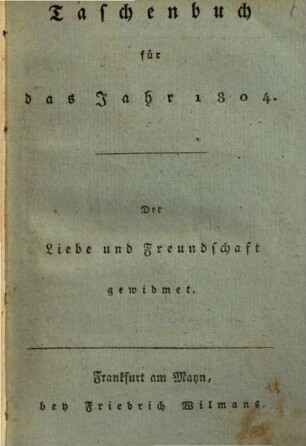 Taschenbuch
für
das Jahr 1804.
Der
Liebe und Freundschaft
gewidmet.
Frankfurt am Mayn,
bey Friedrich Wilmans.